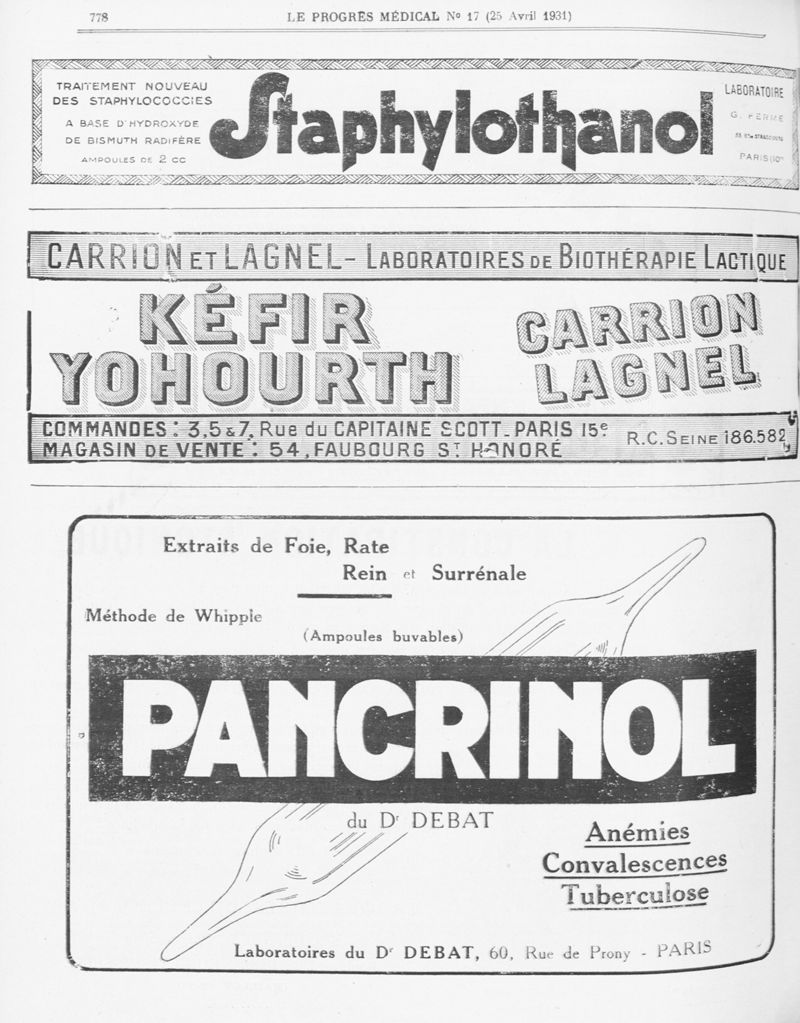 778
LE PROGRÈS MÉDICAL No 17 (25 Avril 1931)
TRAITEMENT NOUVEAU
DES STAPHYLOCOCCIES
A BASE D'HYDROXYDE
DE BISMUTH RADIFÈRE
AMPOULES DE 2 CC
Staphylothanol
LABORATOIRE
G. FERMÉ
PARIS (10e
CARRION ET LAGNEL - LABORATOIRES DE BIOTHÉRAPIE LACTIQUE
KÉFIR
YOHOURTH
CARRION
LAGNEL
COMMANDES : 3,5 & 7, Rue du CAPITAINE SCOTT - PARIS 15e
MAGASIN DE VENTE : 54, FAUBOURG ST HONORÉ
R.C. SEINE 186.582
Extraits de Foie, Rate
Rein et Surrénale
Méthode de Whipple
(Ampoules buvables)
PANCRINOL
du Dr DEBAT
Anémies
Convalescences
Tuberculose
Laboratoires du Dr DEBAT, 60, Rue de Prony - PARIS